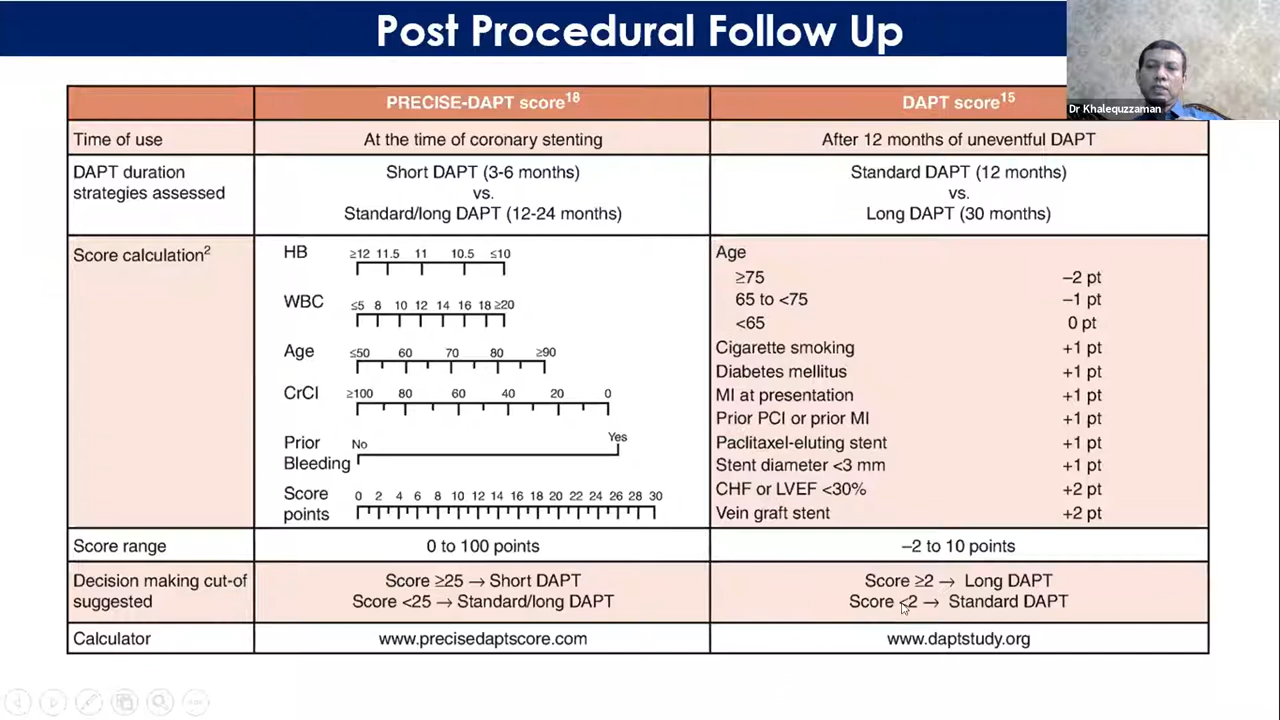 Post Procedural Follow Up
Dr Khalequzzaman
PRECISE-DAPT score18
DAPT score15
Time of use
At the time of coronary stenting
After 12 months of uneventful DAPT
DAPT duration
strategies assessed
Short DAPT (3-6 months)
vs.
Standard/long DAPT (12-24 months)
Standard DAPT (12 months)
vs.
Long DAPT (30 months)
Score calculation2
HB
≥12 11.5 11 10.5 ≤10
WBC
≤5 8 10 12 14 16 18 ≥20
Age
≤50 60 70 80 ≥90
CrCl
≥100 80 60 40 20 0
Prior
Bleeding
No Yes
Score
points
0 2 4 6 8 10 12 14 16 18 20 22 24 26 28 30
Age
≥75 –2 pt
65 to <75 –1 pt
<65 0 pt
Cigarette smoking +1 pt
Diabetes mellitus +1 pt
MI at presentation +1 pt
Prior PCI or prior MI +1 pt
Paclitaxel-eluting stent +1 pt
Stent diameter <3 mm +1 pt
CHF or LVEF <30% +2 pt
Vein graft stent +2 pt
Score range
0 to 100 points
–2 to 10 points
Decision making cut-of
suggested
Score ≥25 → Short DAPT
Score <25 → Standard/long DAPT
Score ≥2 → Long DAPT
Score <2 → Standard DAPT
Calculator
www.precisedaptscore.com
www.daptstudy.org